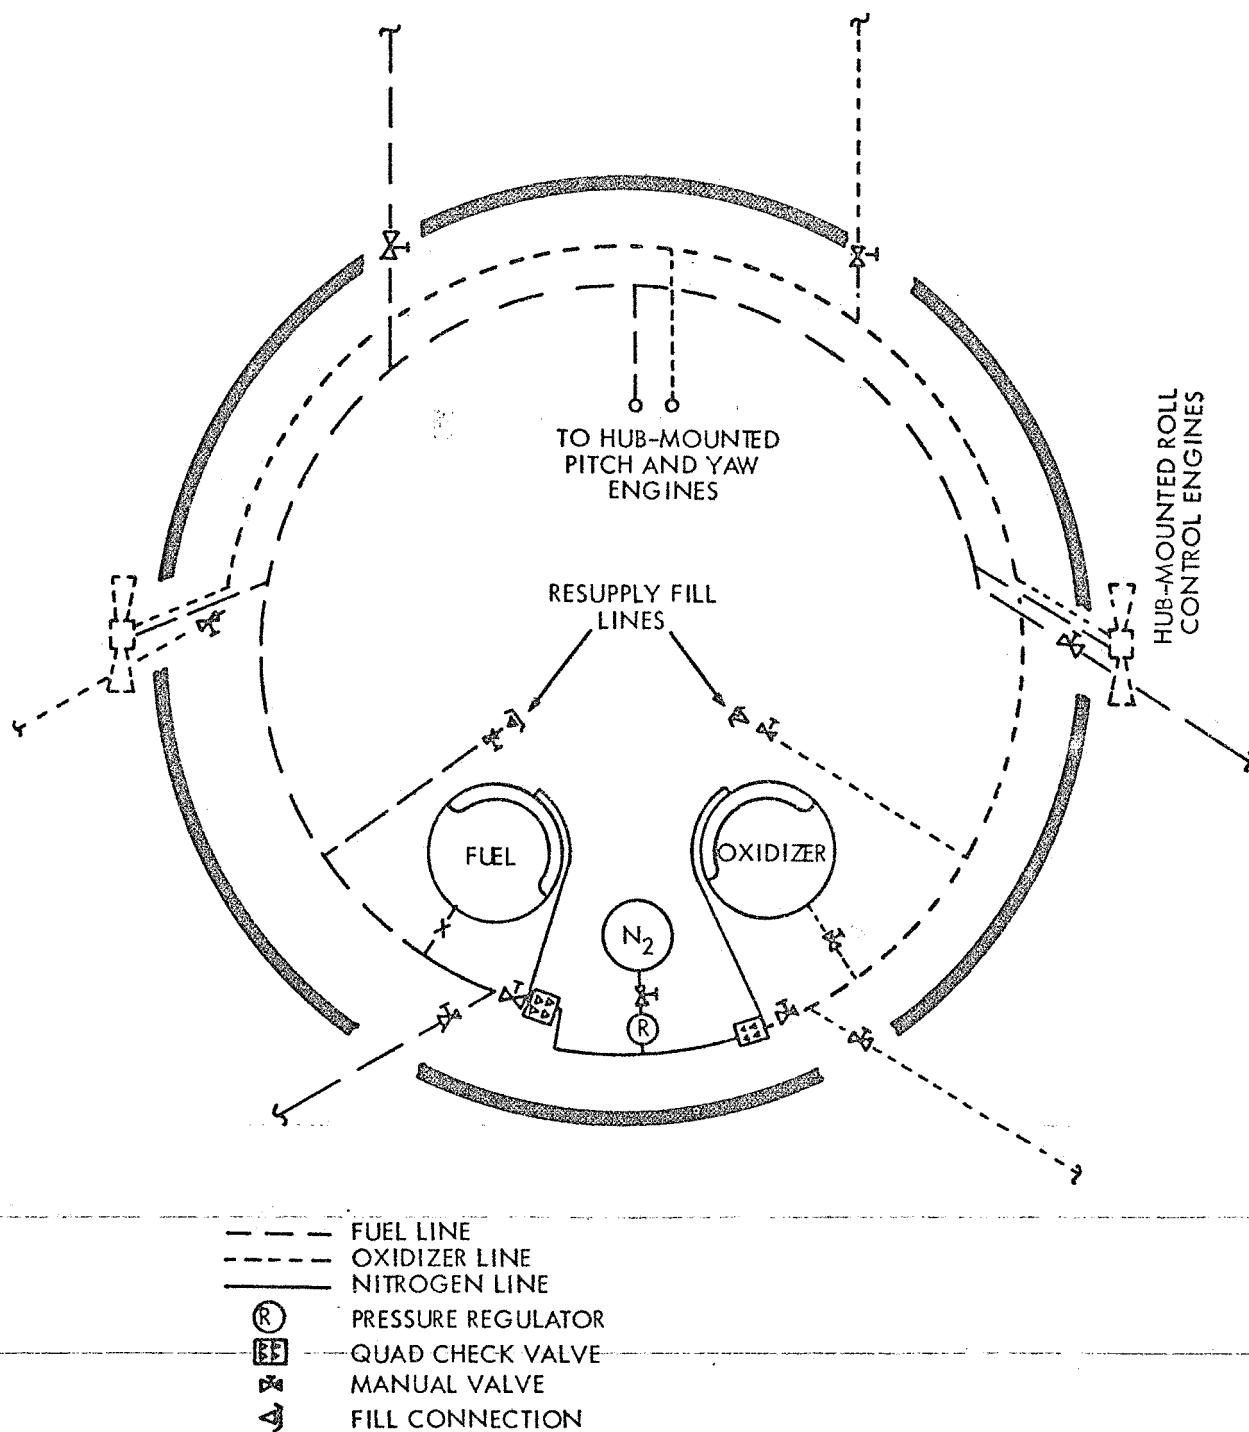 TO HUB-MOUNTED
PITCH AND YAW
ENGINES
HUB-MOUNTED ROLL
CONTROL ENGINES
RESUPPLY FILL
LINES
FUEL
OXIDIZER
N2
R
FUEL LINE
OXIDIZER LINE
NITROGEN LINE
R PRESSURE REGULATOR
QUAD CHECK VALVE
MANUAL VALVE
FILL CONNECTION